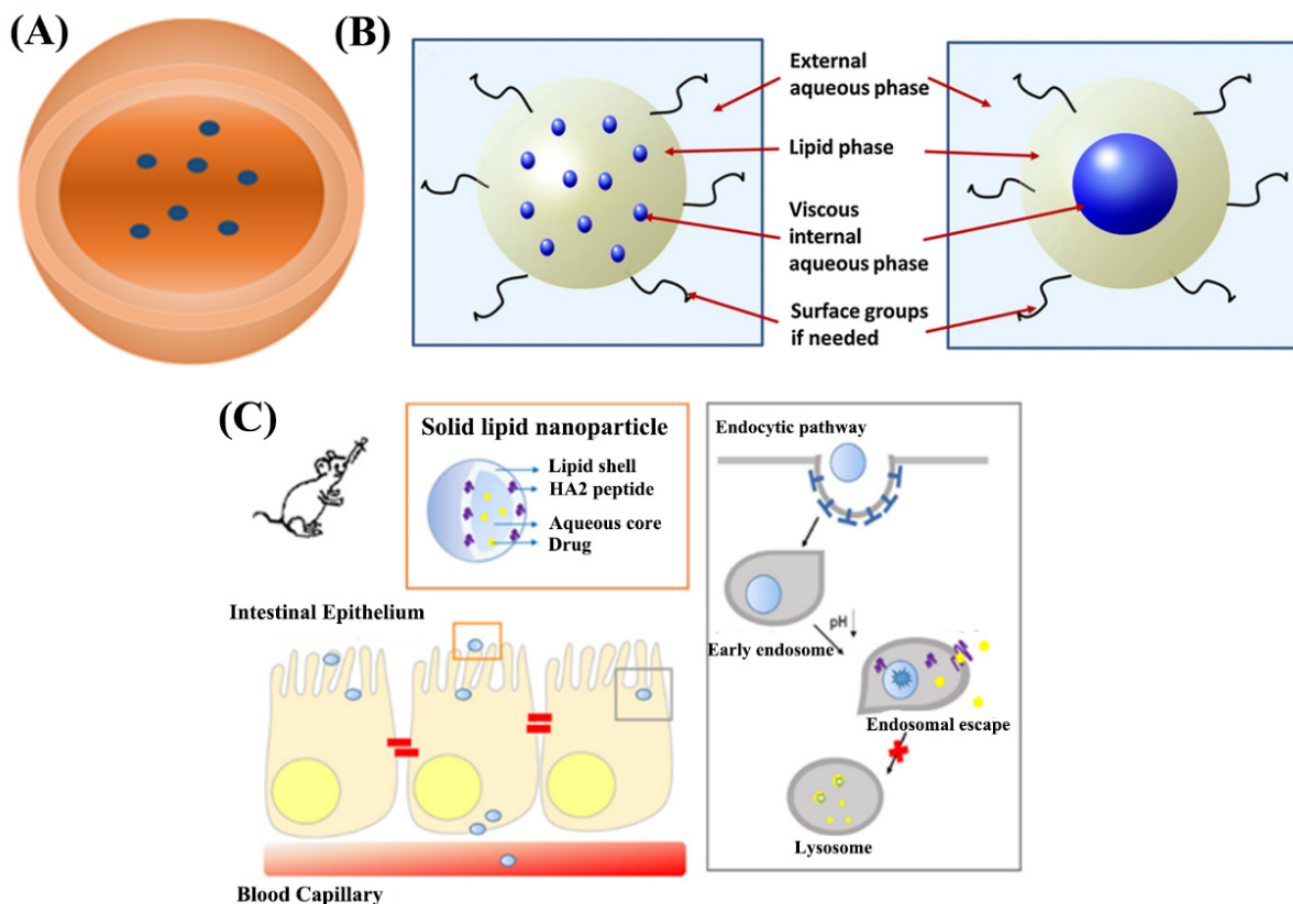 (A)
(B)
External
aqueous phase
Lipid phase
Viscous
internal
aqueous phase
Surface groups
if needed
(C)
Solid lipid nanoparticle
Lipid shell
HA2 peptide
Aqueous core
Drug
Intestinal Epithelium
Blood Capillary
Endocytic pathway
Early endosome
pH
Endosomal escape
Lysosome